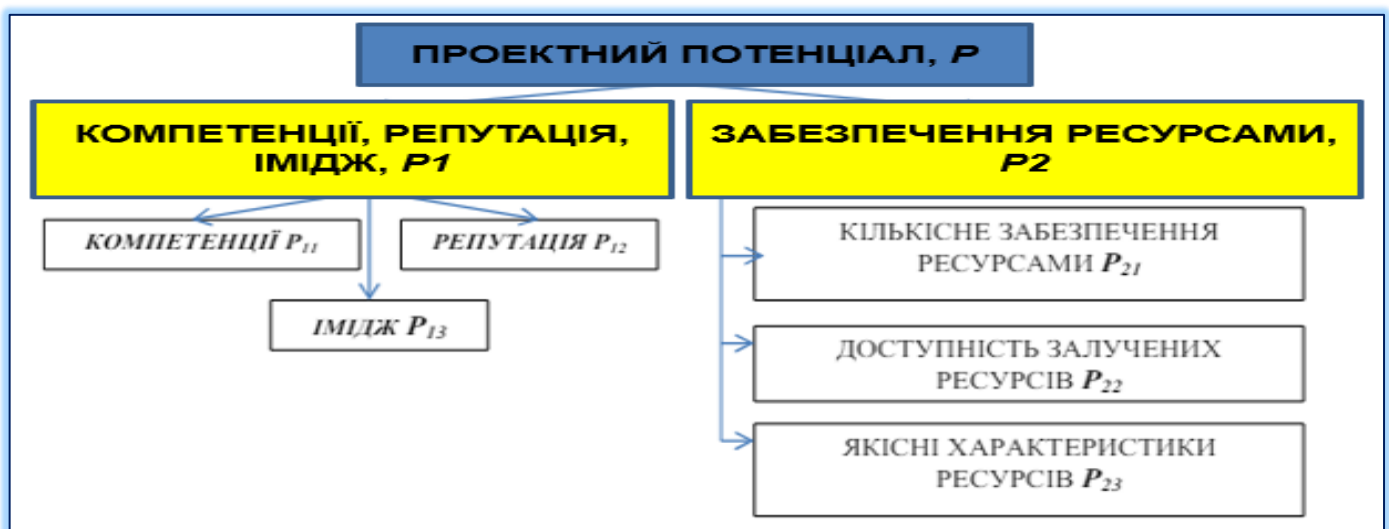 ПРОЕКТНИЙ ПОТЕНЦІАЛ, P
КОМПЕТЕНЦІЇ, РЕПУТАЦІЯ,
ІМІДЖ, P1
ЗАБЕЗПЕЧЕННЯ РЕСУРСАМИ,
P2
КОМПЕТЕНЦІЇ P11
РЕПУТАЦІЯ P12
ІМІДЖ P13
КІЛЬКІСНЕ ЗАБЕЗПЕЧЕННЯ
РЕСУРСАМИ P21
ДОСТУПНІСТЬ ЗАЛУЧЕНИХ
РЕСУРСІВ P22
ЯКІСНІ ХАРАКТЕРИСТИКИ
РЕСУРСІВ P23